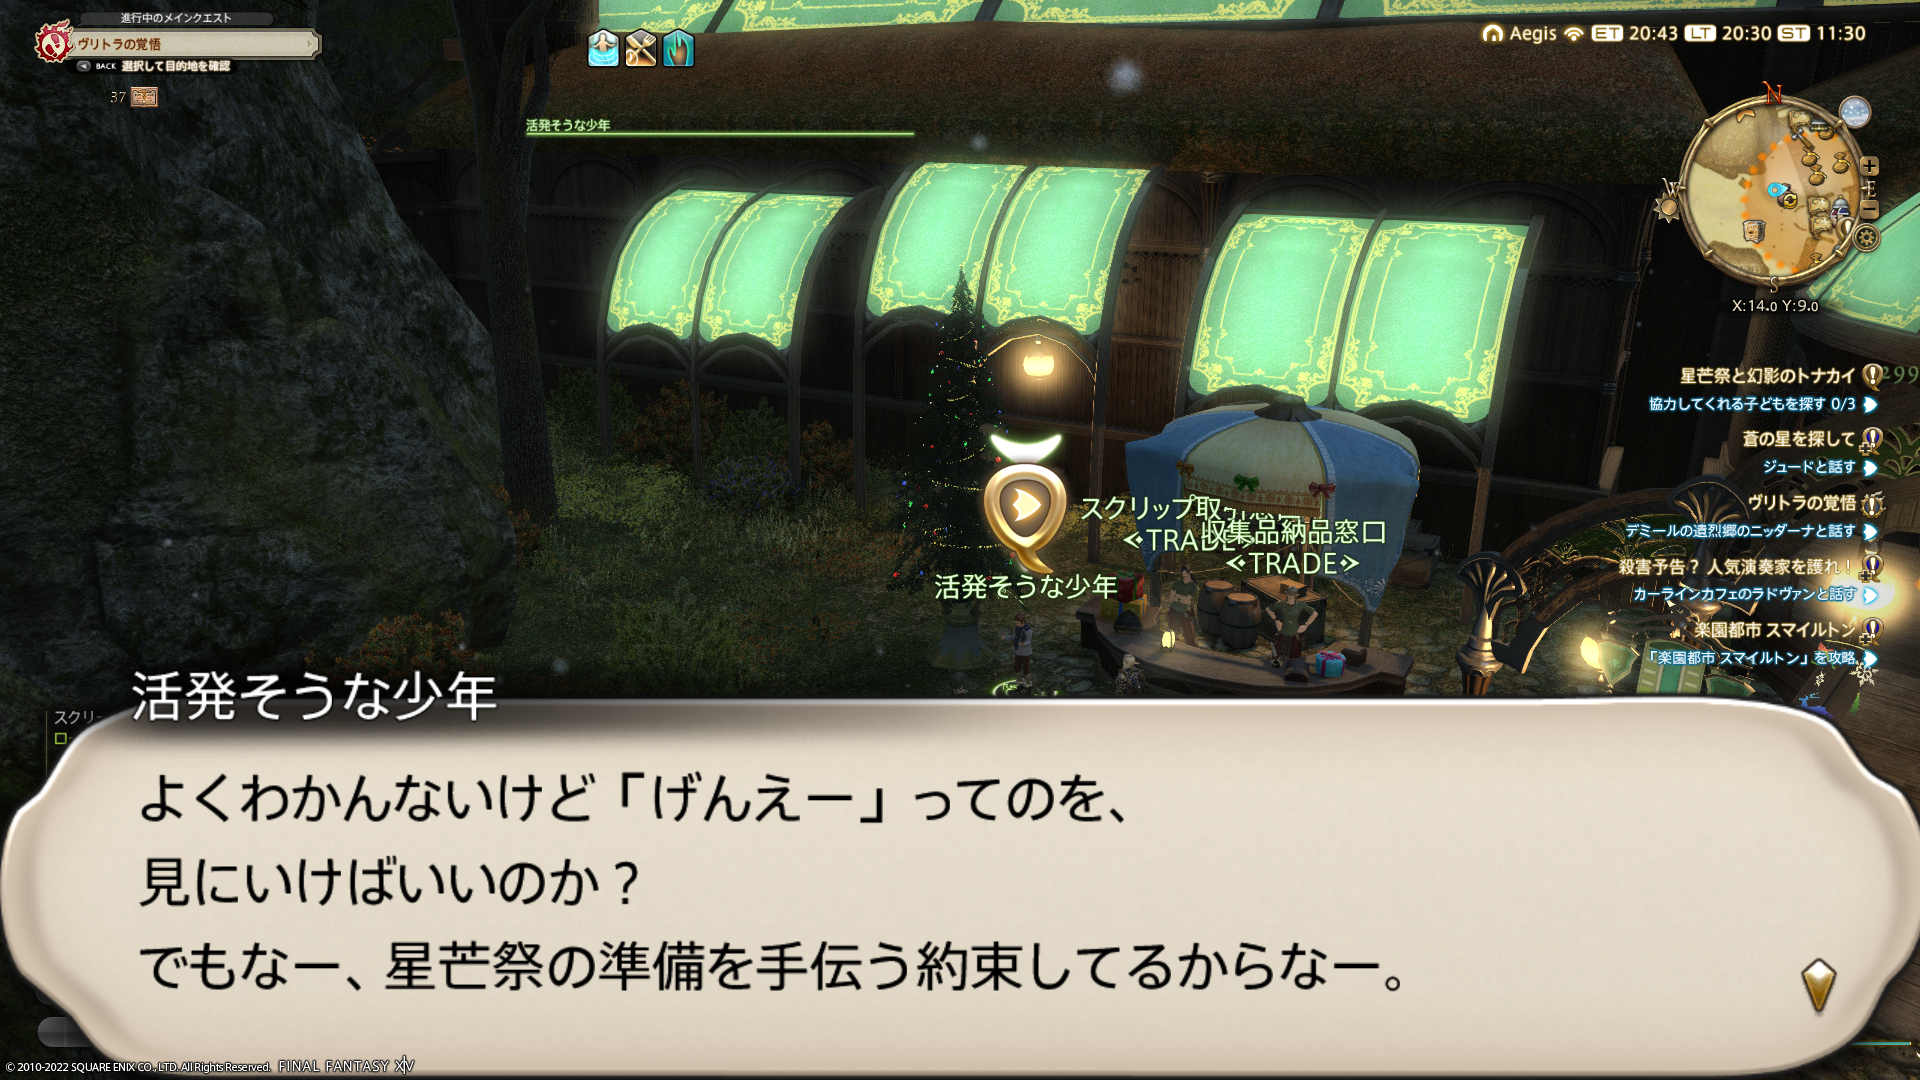 進行中のメインクエスト
ヴリトラの覚悟
BACK 選択して目的地を確認
37
活発そうな少年
Aegis ET 20:43 LT 20:30 ST 11:30
N
W
E
S
X:14.0 Y:9.0
星芒祭と幻影のトナカイ
299
協力してくれる子どもを探す 0/3
蒼の星を探して
ジュードと話す
ヴリトラの覚悟
デミールの遺烈郷のニッダーナと話す
殺害予告？ 人気演奏家を護れ！
カーラインカフェのラドヴァンと話す
楽園都市 スマイルトン
「楽園都市 スマイルトン」を攻略
スクリップ取
<TRADE>
収集品納品窓口
<TRADE>
活発そうな少年
スクリ
活発そうな少年
よくわかんないけど「げんえー」ってのを、
見にいけばいいのか？
でもなー、星芒祭の準備を手伝う約束してるからなー。
© 2010-2022 SQUARE ENIX CO., LTD. All Rights Reserved. FINAL FANTASY XIV